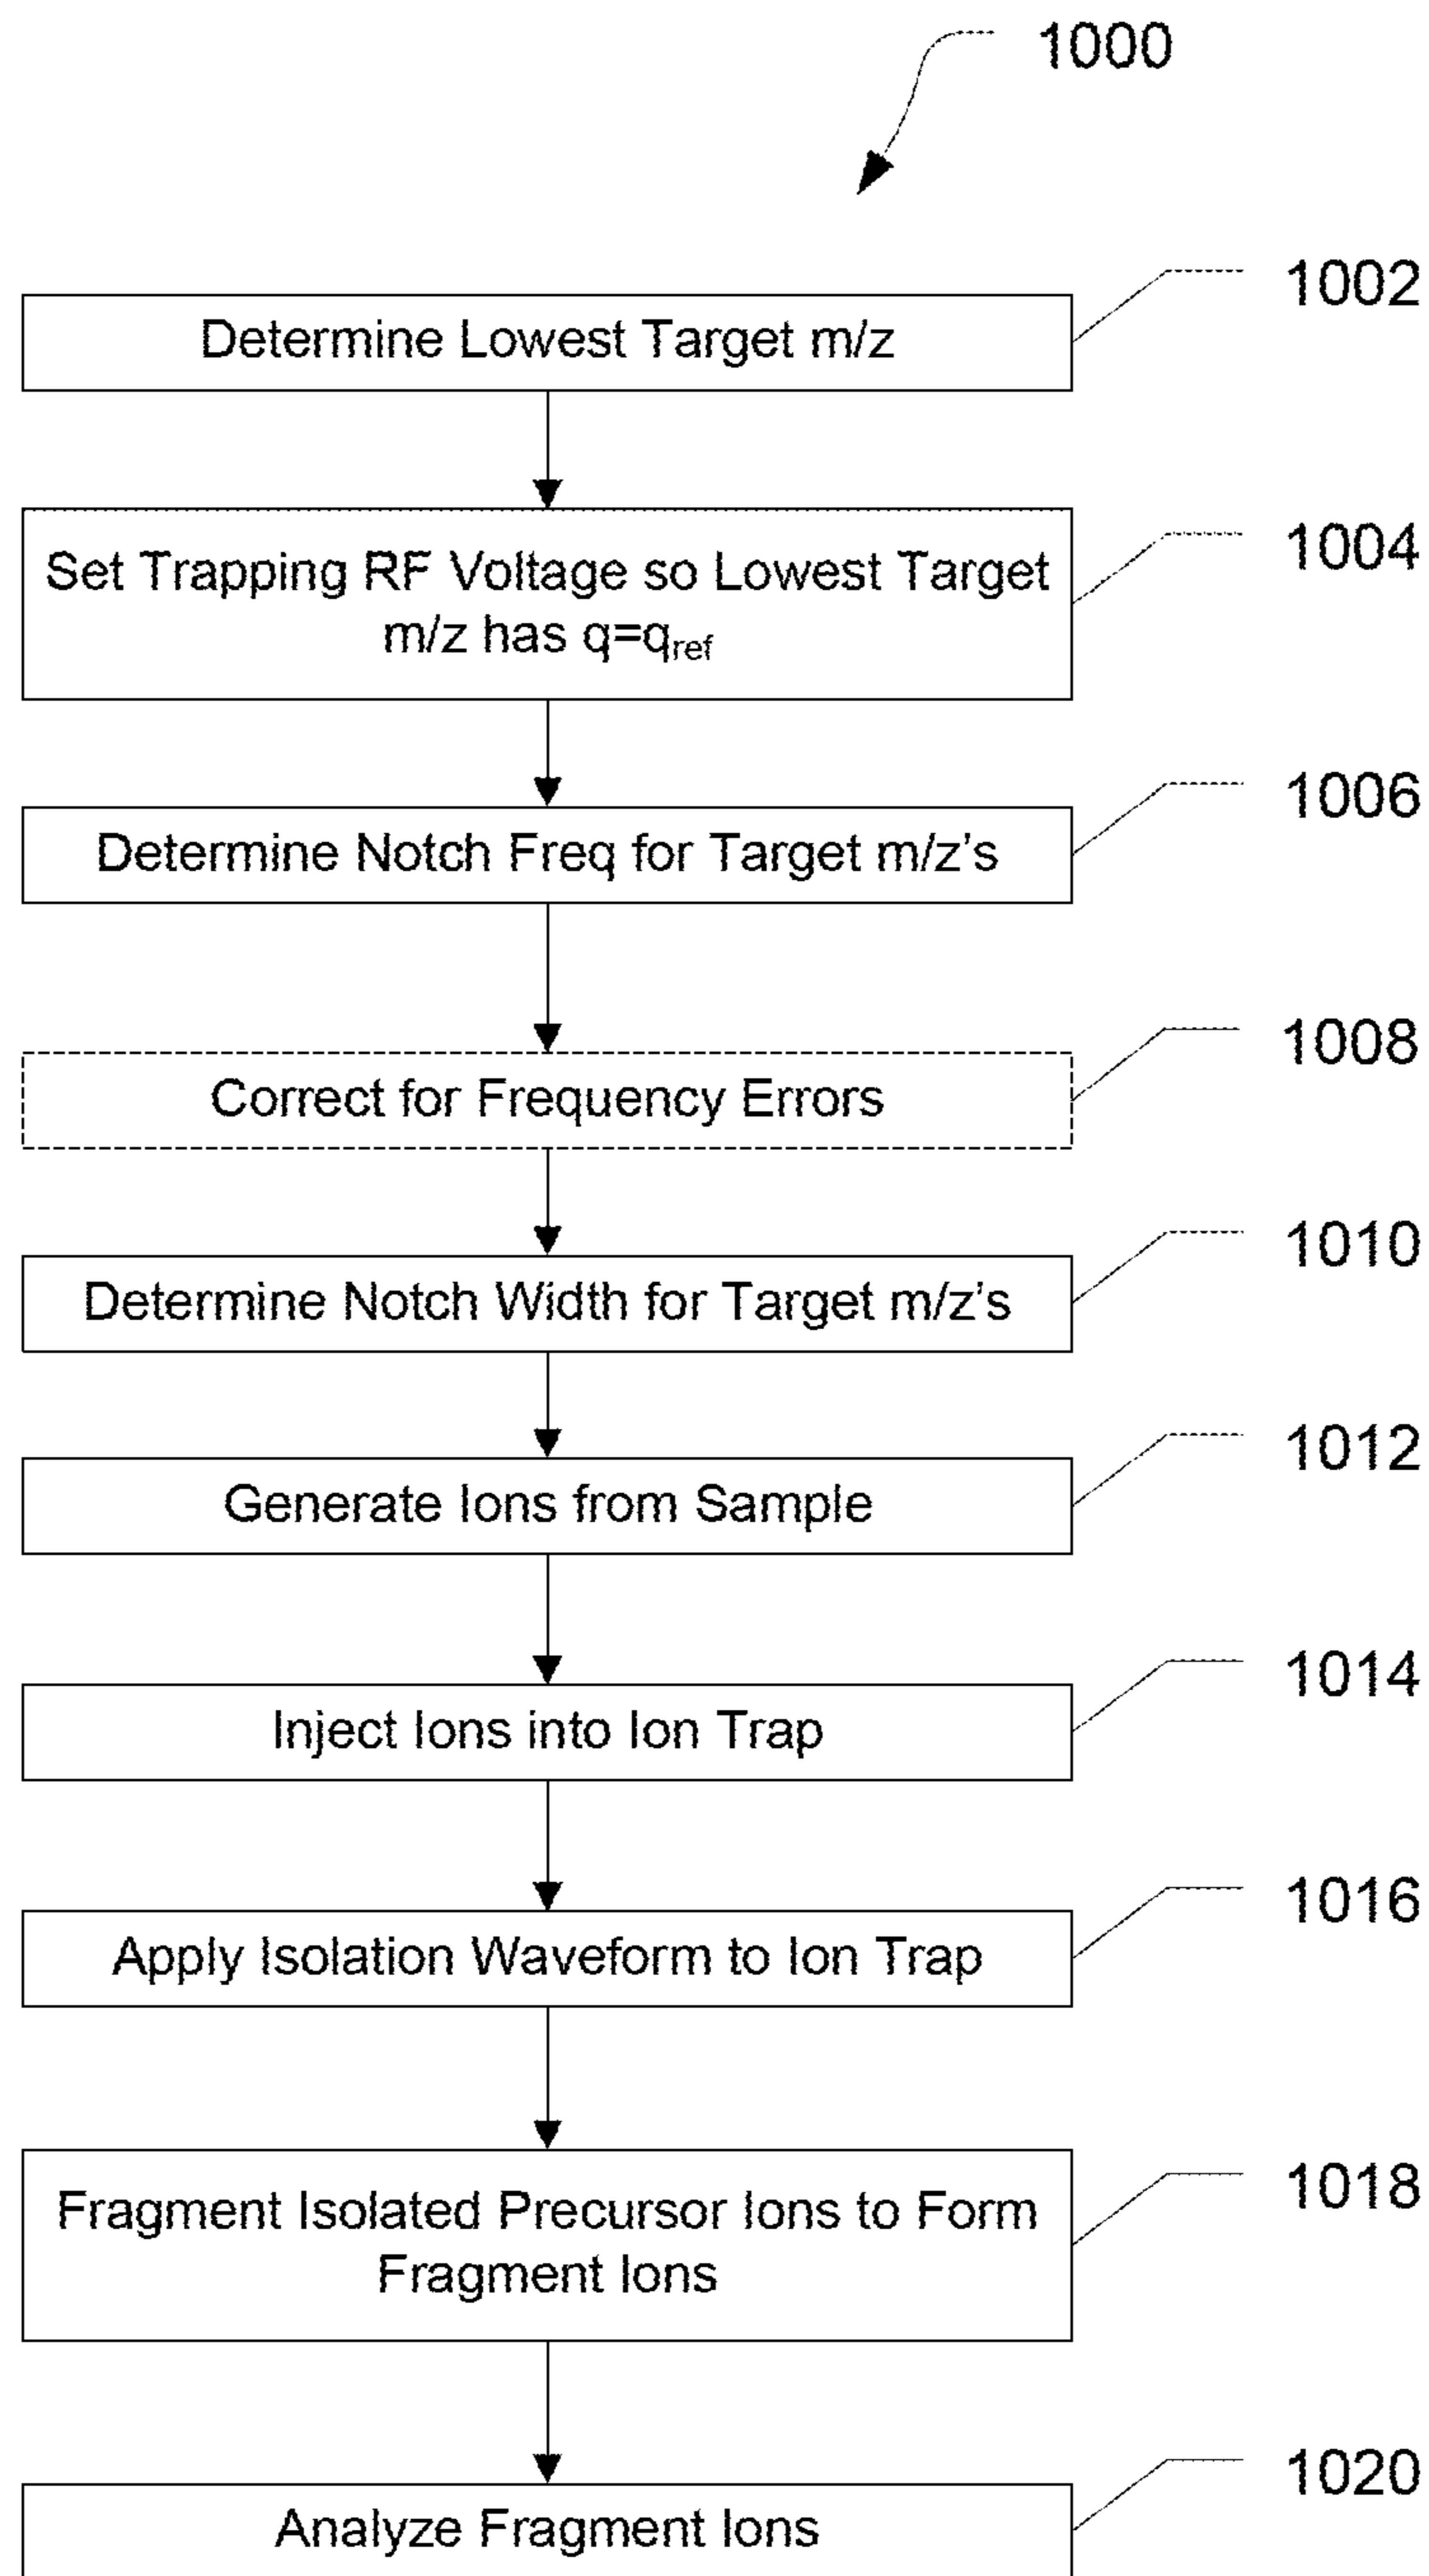 1000
1002
Determine Lowest Target m/z
1004
Set Trapping RF Voltage so Lowest Target
m/z has q=qref
1006
Determine Notch Freq for Target m/z's
1008
Correct for Frequency Errors
1010
Determine Notch Width for Target m/z's
1012
Generate Ions from Sample
1014
Inject Ions into Ion Trap
1016
Apply Isolation Waveform to Ion Trap
1018
Fragment Isolated Precursor Ions to Form
Fragment Ions
1020
Analyze Fragment Ions